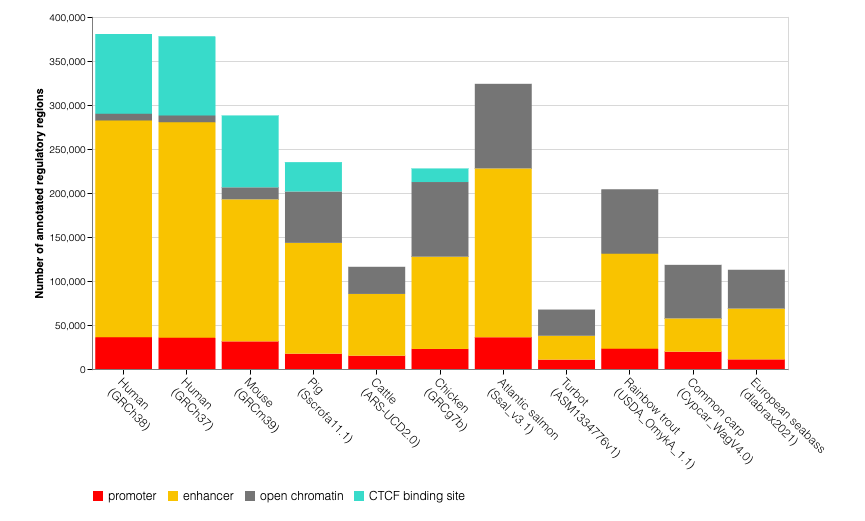 400,000
350,000
300,000
250,000
200,000
150,000
100,000
50,000
0
Number of annotated regulatory regions
Human
(GRCh38)
Human
(GRCh37)
Mouse
(GRCm39)
Pig
(Sscrofa11.1)
Cattle
(ARS-UCD2.0)
Chicken
(GRCg7b)
Atlantic salmon
(Ssal_v3.1)
Turbot
(ASM1334776v1)
Rainbow trout
(USDA_OmykA_1.1)
Common carp
(Cypcar_WagV4.0)
European seabass
(dlabrax2021)
promoter enhancer open chromatin CTCF binding site